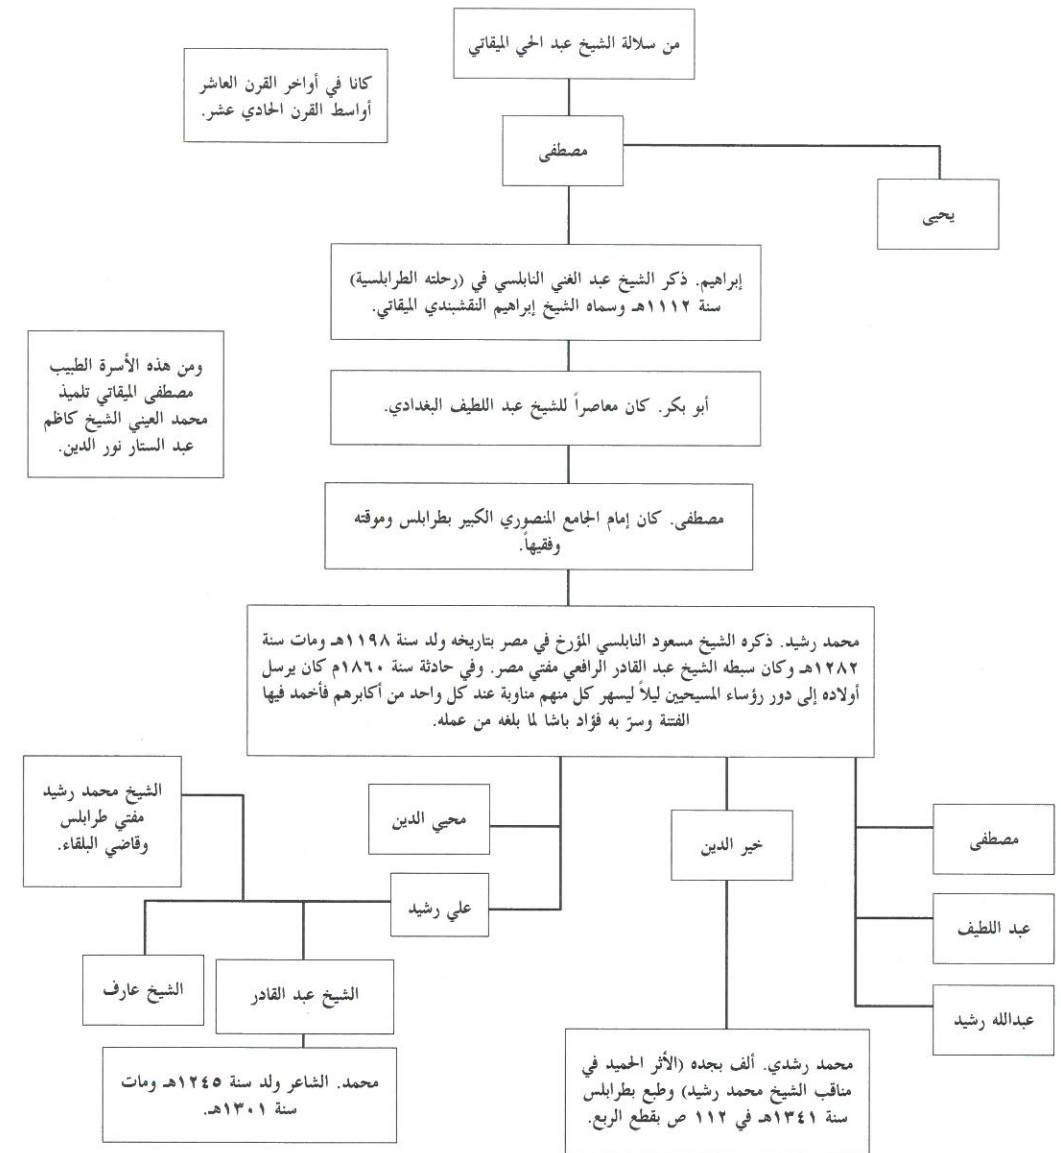 من سلالة الشيخ عبد الحي الميقاتي
كانا في أواخر القرن العاشر
أواسط القرن الحادي عشر.
مصطفى
يحيى
إبراهيم. ذكر الشيخ عبد الغني النابلسي في (رحلته الطرابلسية)
سنة ١١١٢هـ وسماه الشيخ إبراهيم النقشبندي الميقاتي.
ومن هذه الأسرة الطبيب
مصطفى الميقاتي تلميذ
محمد العيني الشيخ كاظم
عبد الستار نور الدين.
أبو بكر. كان معاصراً للشيخ عبد اللطيف البغدادي.
مصطفى. كان إمام الجامع المنصوري الكبير بطرابلس وموقته
وفقيهاً.
محمد رشيد. ذكره الشيخ مسعود النابلسي المؤرخ في مصر بتاريخه ولد سنة ١١٩٨هـ ومات سنة
١٢٨٢هـ وكان سبطه الشيخ عبد القادر الرافعي مفتي مصر. وفي حادثة سنة ١٨٦٠م كان يرسل
أولاده إلى دور رؤساء المسيحيين ليلاً ليسهر كل منهم مناوبة عند كل واحد من أكابرهم فأخمد فيها
الفتنة وسرّ به فؤاد باشا لما بلغه من عمله.
مصطفى
عبد اللطيف
عبدالله رشيد
خير الدين
محيي الدين
علي رشيد
الشيخ محمد رشيد
مفتي طرابلس
وقاضي البلقاء.
الشيخ عبد القادر
الشيخ عارف
محمد رشدي. ألف بجده (الأثر الحميد في
مناقب الشيخ محمد رشيد) وطبع بطرابلس
سنة ١٣٤١هـ في ١١٢ ص بقطع الربع.
محمد. الشاعر ولد سنة ١٢٤٥هـ ومات
سنة ١٣٠١هـ.